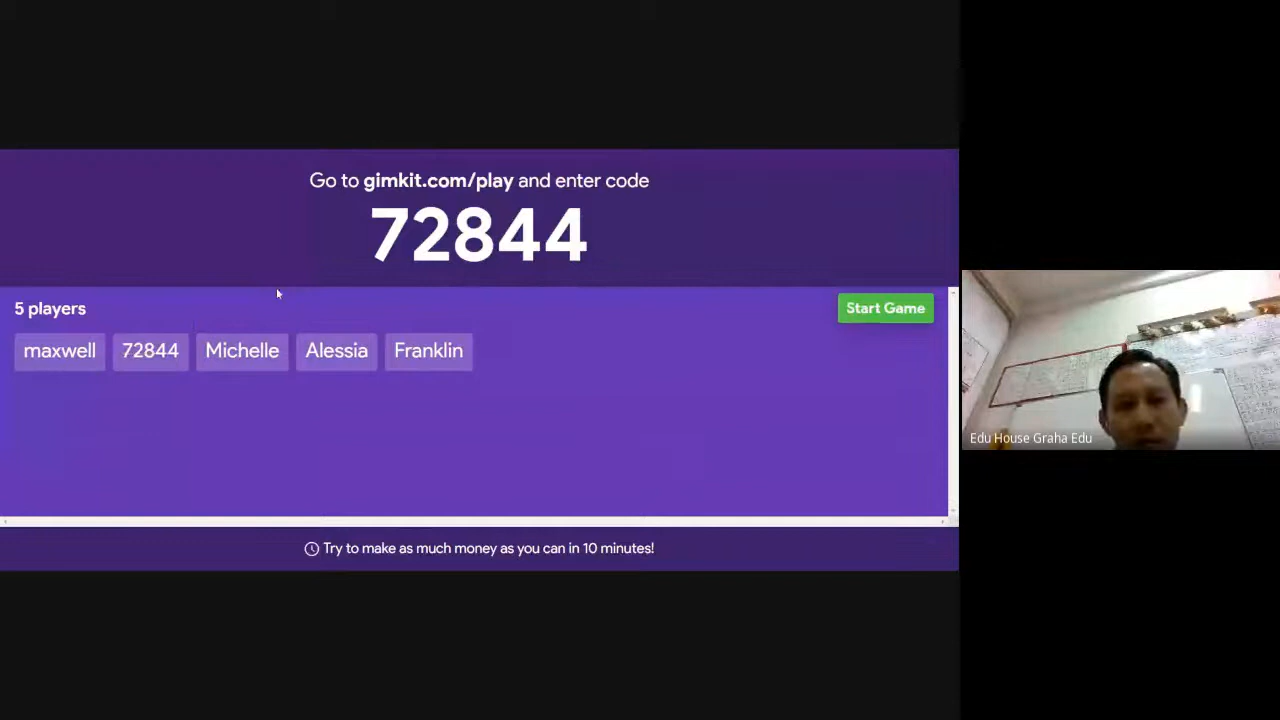 Go to gimkit.com/play and enter code
72844
5 players
Start Game
maxwell 72844 Michelle Alessia Franklin
Try to make as much money as you can in 10 minutes!
Edu House Graha Edu